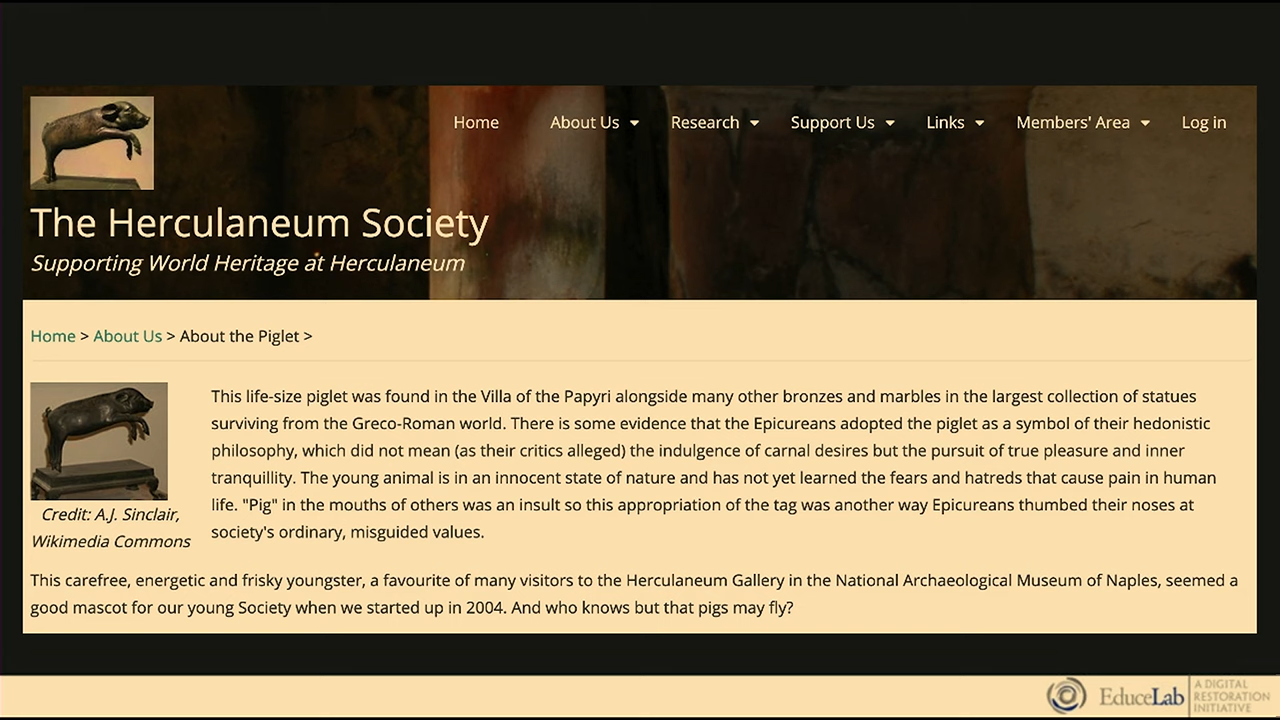 Home About Us Research Support Us Links Members' Area Log in
The Herculaneum Society
Supporting World Heritage at Herculaneum
Home > About Us > About the Piglet >
This life-size piglet was found in the Villa of the Papyri alongside many other bronzes and marbles in the largest collection of statues
surviving from the Greco-Roman world. There is some evidence that the Epicureans adopted the piglet as a symbol of their hedonistic
philosophy, which did not mean (as their critics alleged) the indulgence of carnal desires but the pursuit of true pleasure and inner
tranquillity. The young animal is in an innocent state of nature and has not yet learned the fears and hatreds that cause pain in human
life. "Pig" in the mouths of others was an insult so this appropriation of the tag was another way Epicureans thumbed their noses at
society's ordinary, misguided values.
Credit: A.J. Sinclair,
Wikimedia Commons
This carefree, energetic and frisky youngster, a favourite of many visitors to the Herculaneum Gallery in the National Archaeological Museum of Naples, seemed a
good mascot for our young Society when we started up in 2004. And who knows but that pigs may fly?
EduceLab
A DIGITAL
RESTORATION
INITIATIVE